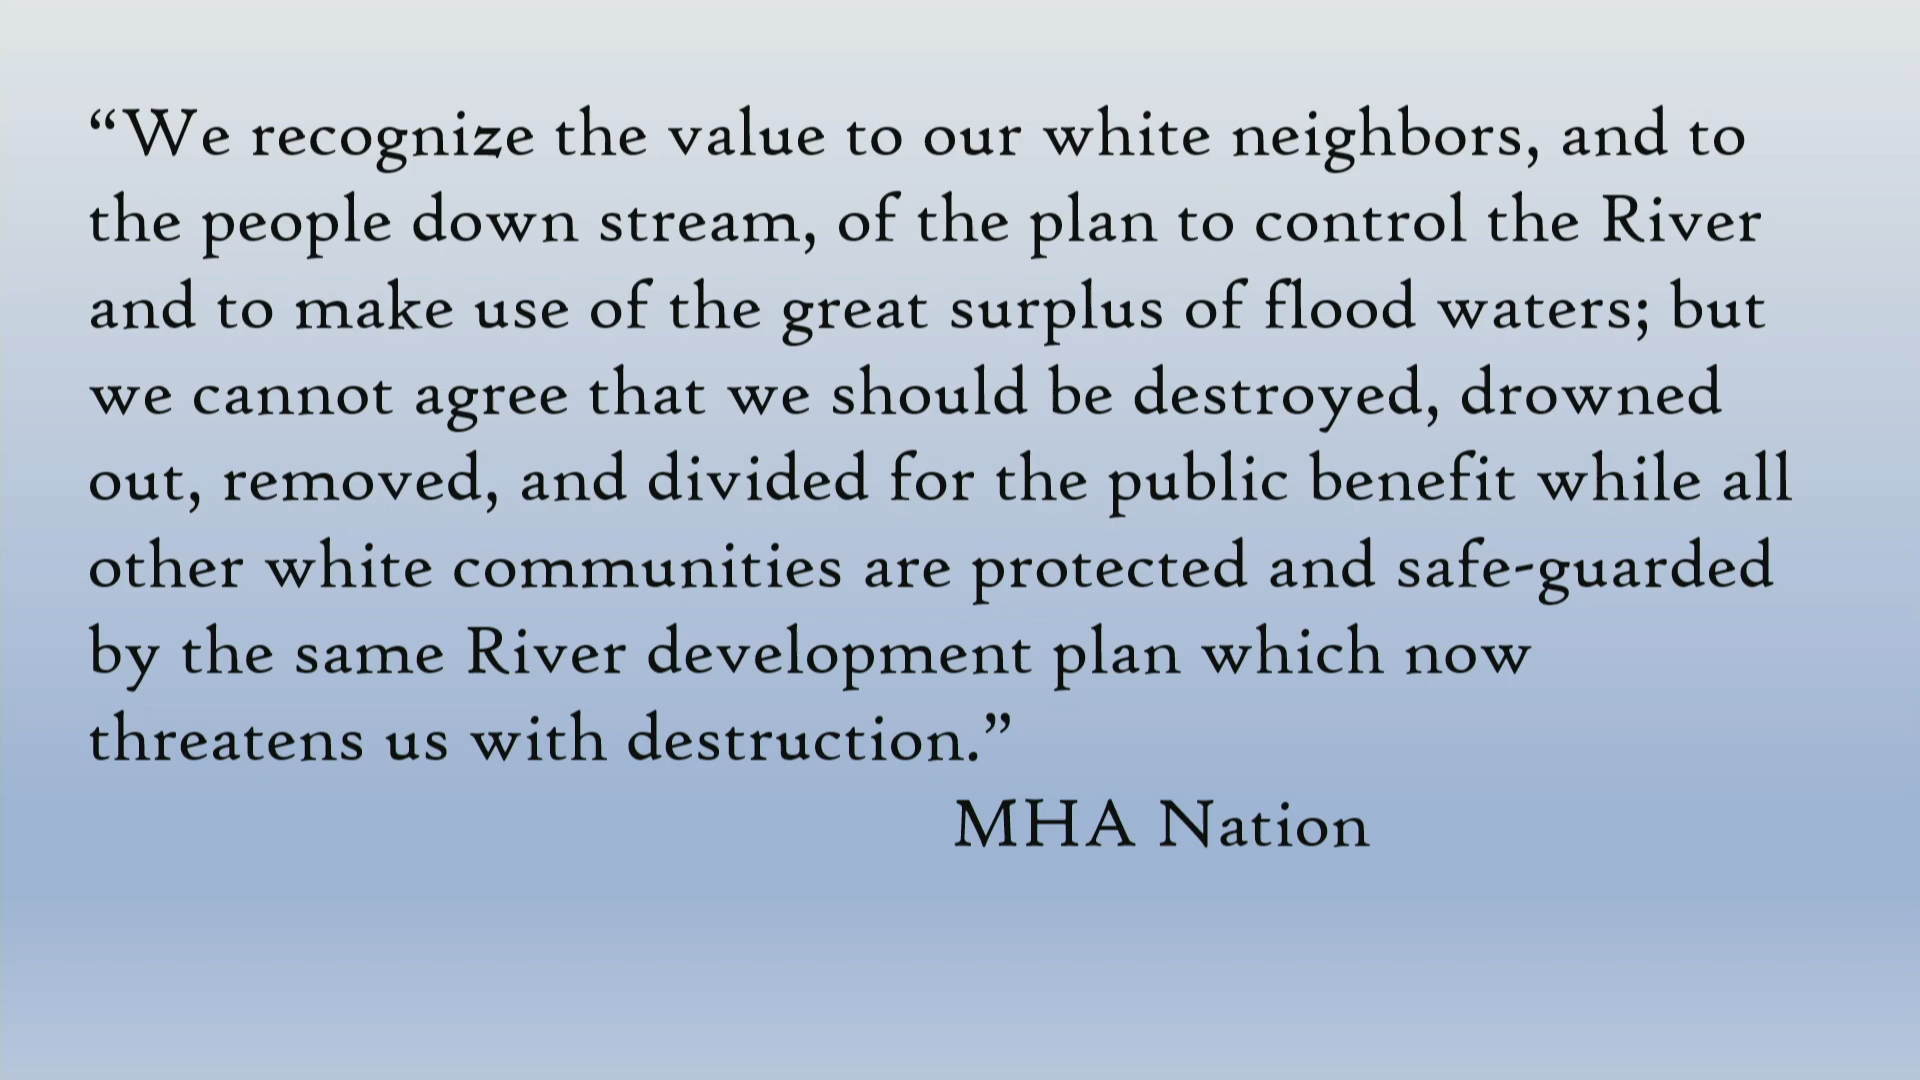 “We recognize the value to our white neighbors, and to
the people down stream, of the plan to control the River
and to make use of the great surplus of flood waters; but
we cannot agree that we should be destroyed, drowned
out, removed, and divided for the public benefit while all
other white communities are protected and safe-guarded
by the same River development plan which now
threatens us with destruction.”
MHA Nation